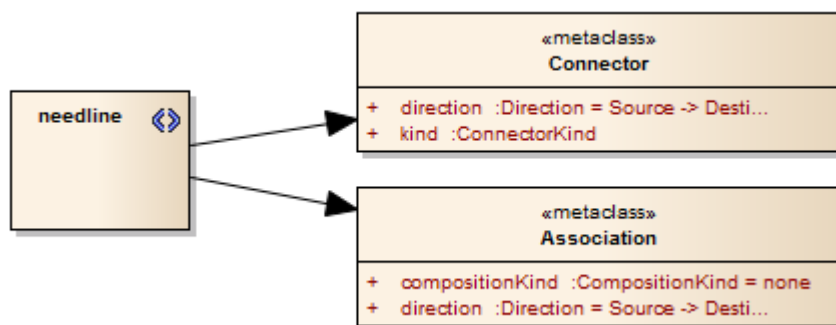 needline
«metaclass»
Connector
+ direction :Direction = Source -> Desti...
+ kind :ConnectorKind
«metaclass»
Association
+ compositionKind :CompositionKind = none
+ direction :Direction = Source -> Desti...